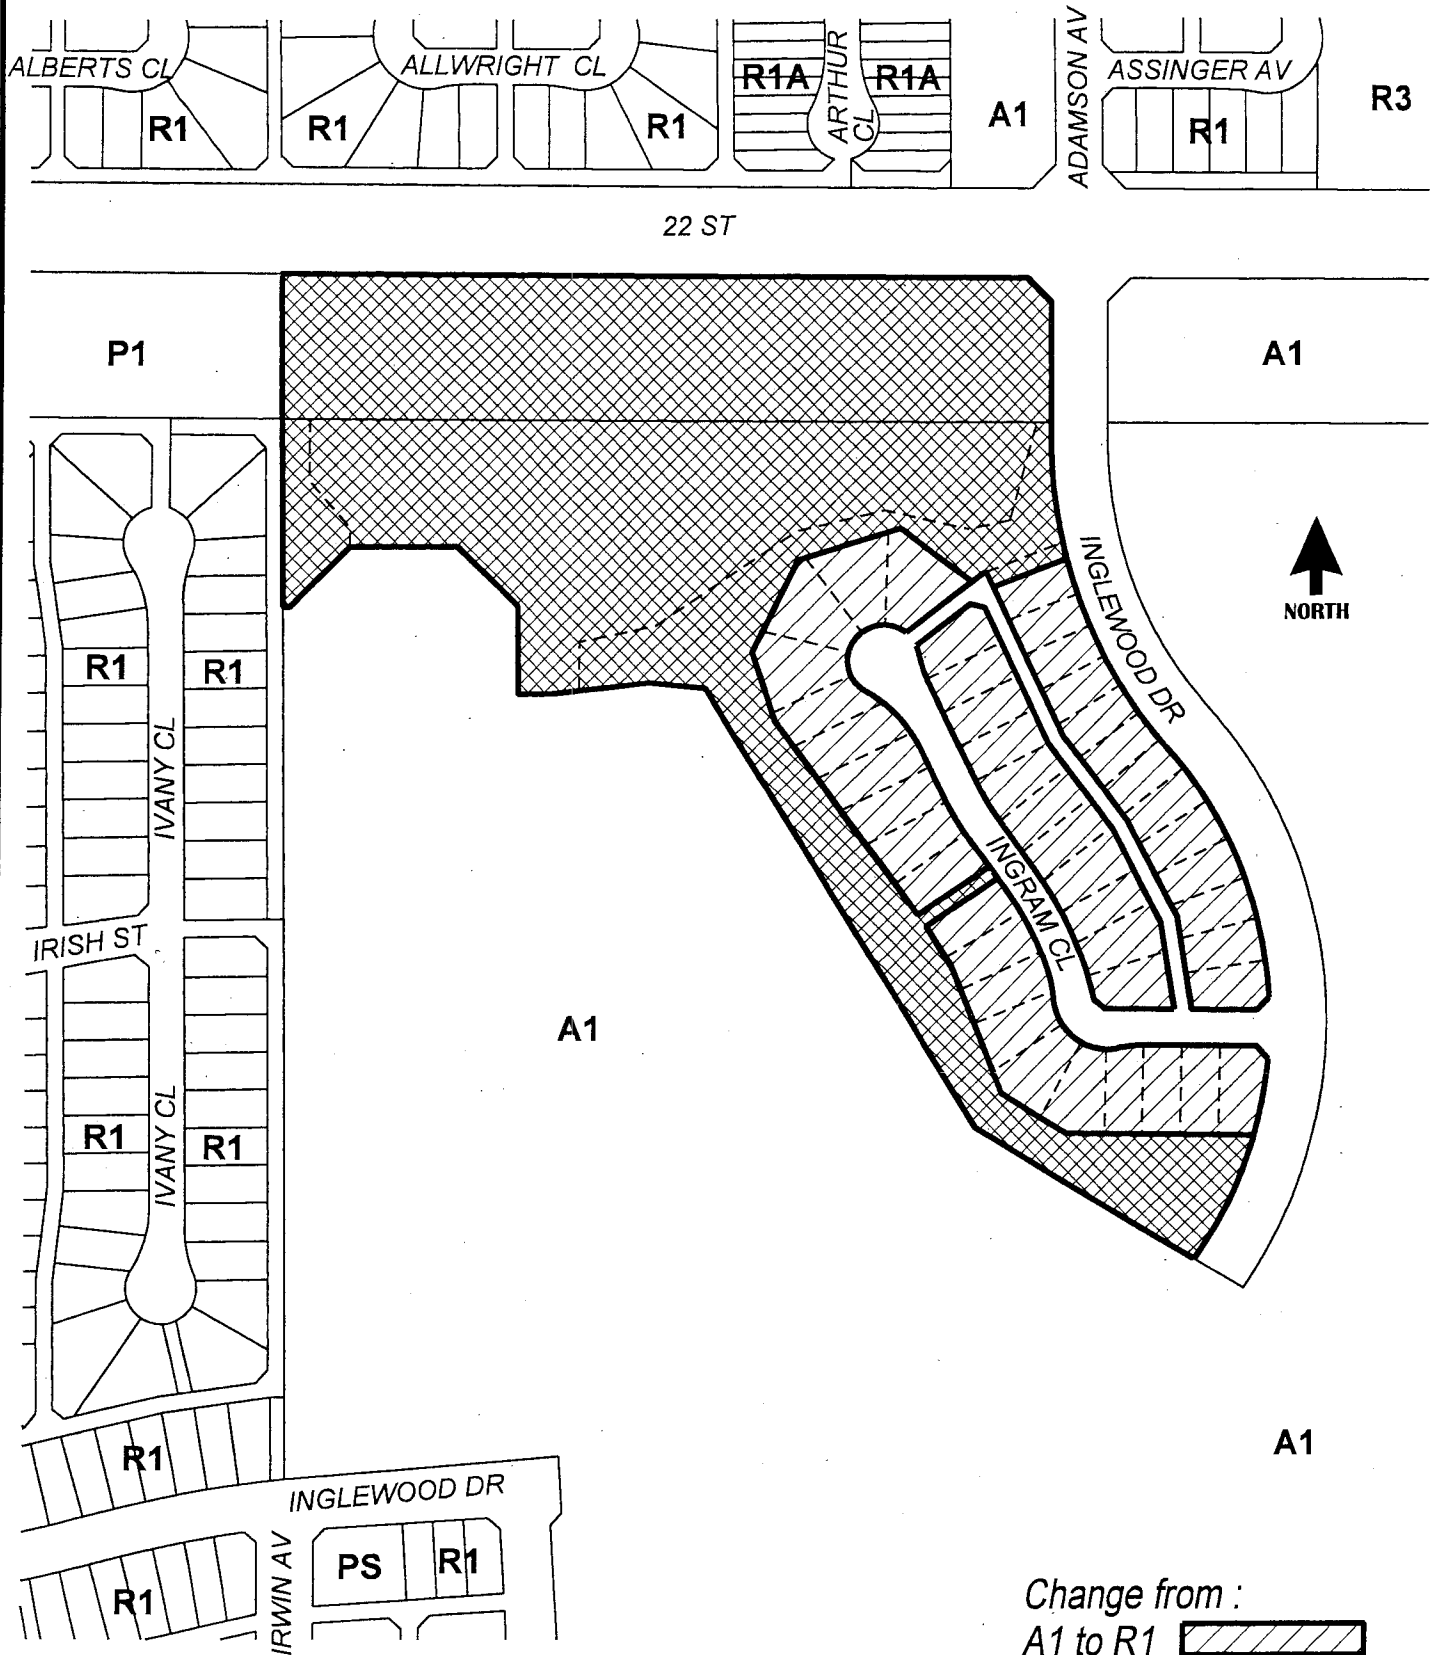 ALBERTS CL
ALLWRIGHT CL
ARTHUR
CL
ADAMSON AV
ASSINGER AV
R1
R1
R1
R1A
R1A
A1
R1
R3
22 ST
P1
A1
INGLEWOOD DR
NORTH
R1
R1
IVANY CL
INGRAM CL
IRISH ST
A1
IVANY CL
R1
R1
R1
A1
INGLEWOOD DR
IRWIN AV
PS
R1
R1
Change from :
A1 to R1